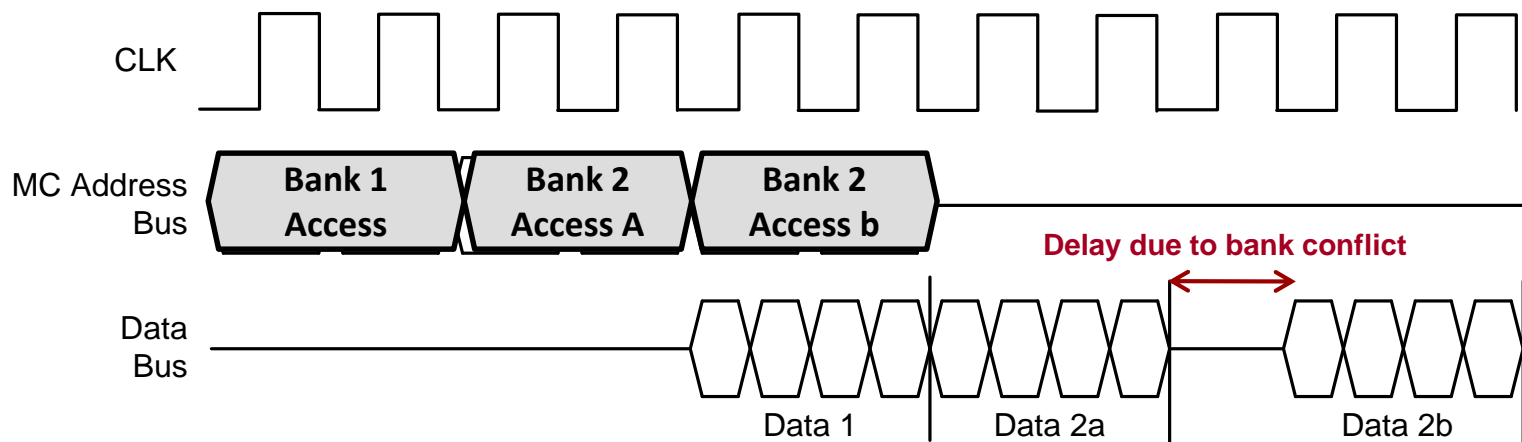 CLK
MC Address
Bus
Bank 1
Access
Bank 2
Access A
Bank 2
Access b
Delay due to bank conflict
Data
Bus
Data 1
Data 2a
Data 2b